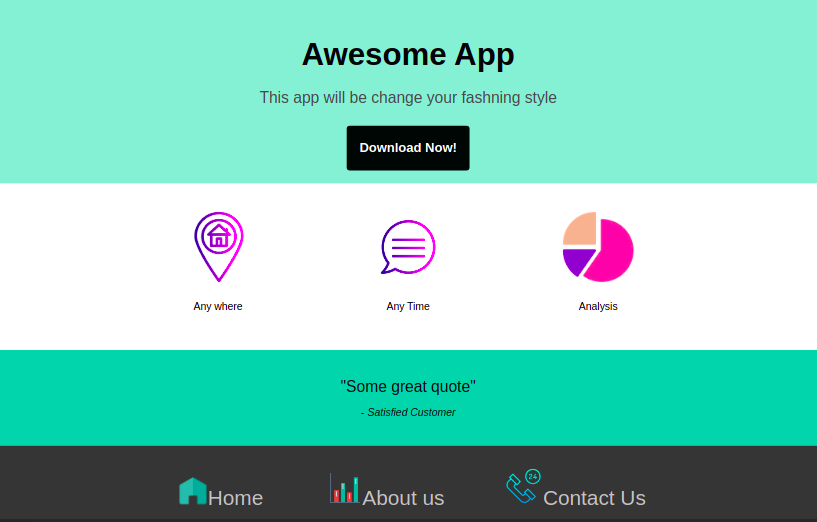 Awesome App
This app will be change your fashning style
Download Now!
Any where
Any Time
Analysis
"Some great quote"
- Satisfied Customer
Home
About us
24
Contact Us